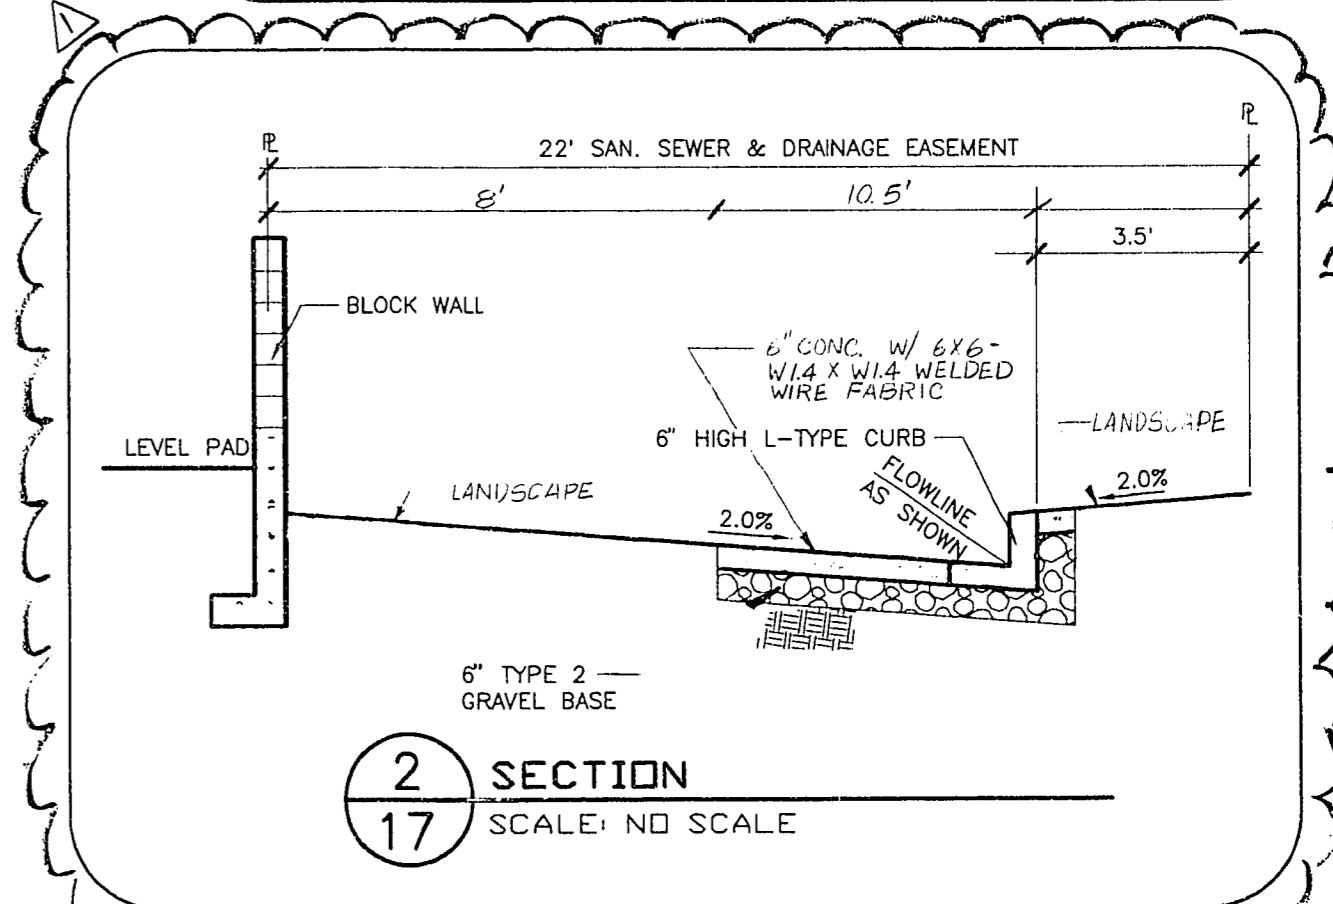 1
℄ ℄
22' SAN. SEWER & DRAINAGE EASEMENT
8' 10.5'
3.5'
BLOCK WALL
6" CONC. W/ 6X6-
W1.4 X W1.4 WELDED
WIRE FABRIC
6" HIGH L-TYPE CURB
LANDSCAPE
LEVEL PAD
FLOWLINE
AS SHOWN
2.0%
LANDSCAPE
2.0%
6" TYPE 2
GRAVEL BASE
2 SECTION
17 SCALE: NO SCALE